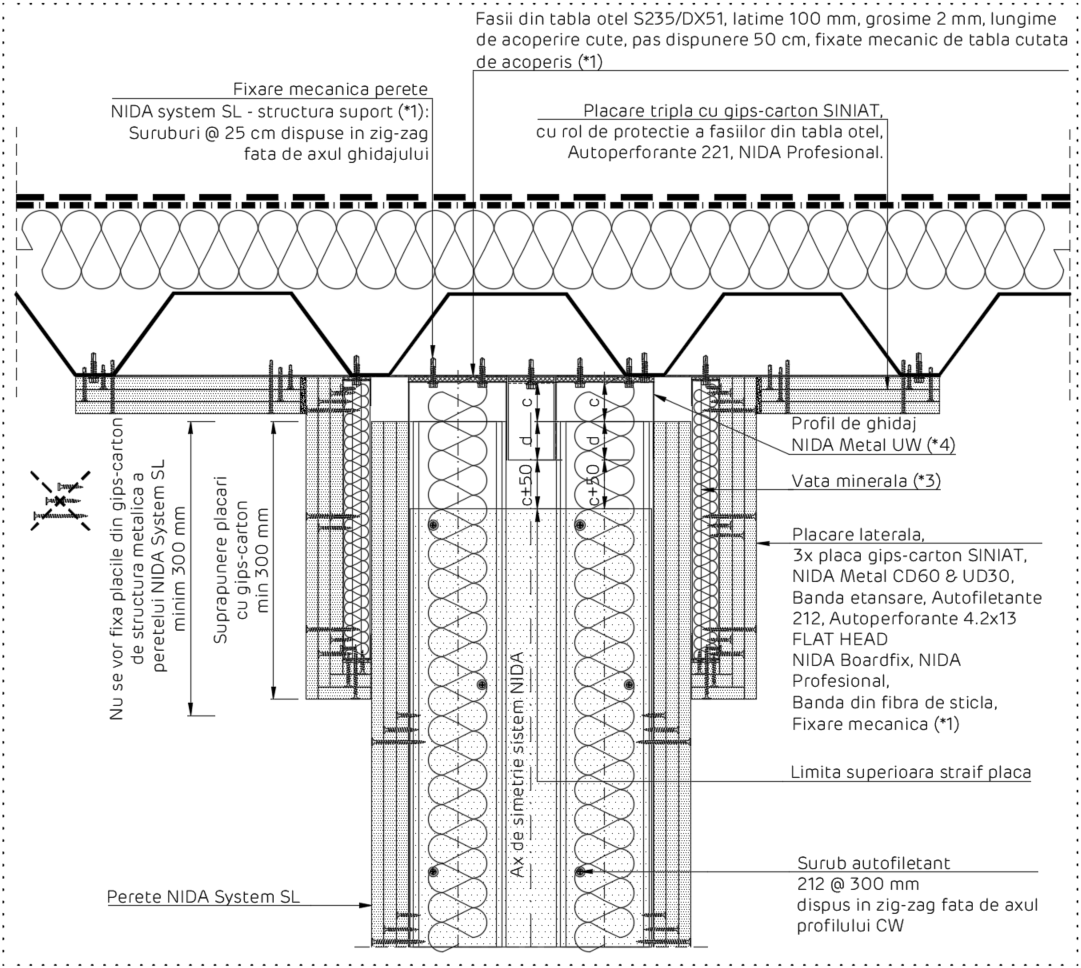 Fasii din tabla otel S235/DX51, latime 100 mm, grosime 2 mm, lungime
de acoperire cute, pas dispunere 50 cm, fixate mecanic de tabla cutata
de acoperis (*1)
Fixare mecanica perete
NIDA system SL - structura suport (*1):
Suruburi @ 25 cm dispuse in zig-zag
fata de axul ghidajului
Placare tripla cu gips-carton SINIAT,
cu rol de protectie a fasiilor din tabla otel,
Autoperforante 221, NIDA Profesional.
c
d
c±50
c
d
c±50
Profil de ghidaj
NIDA Metal UW (*4)
Vata minerala (*3)
Placare laterala,
3x placa gips-carton SINIAT,
NIDA Metal CD60 & UD30,
Banda etansare, Autofiletante
212, Autoperforante 4.2x13
FLAT HEAD
NIDA Boardfix, NIDA
Profesional,
Banda din fibra de sticla,
Fixare mecanica (*1)
Nu se vor fixa placile din gips-carton
de structura metalica a
peretelui NIDA System SL
minim 300 mm
Suprapunere placari
cu gips-carton
min 300 mm
Ax de simetrie sistem NIDA
Limita superioara straif placa
Surub autofiletant
212 @ 300 mm
dispus in zig-zag fata de axul
profilului CW
Perete NIDA System SL